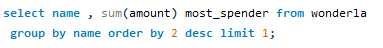 select name , sum(amount) most_spender from wonderla
group by name order by 2 desc limit 1;